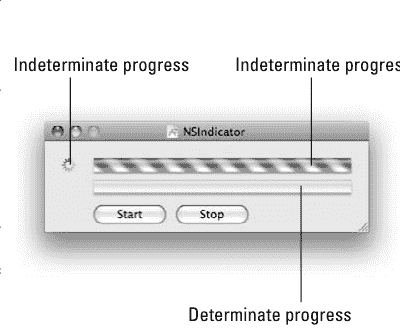 Indeterminate progress
Indeterminate progres
NSIndicator
Start
Stop
Determinate progress